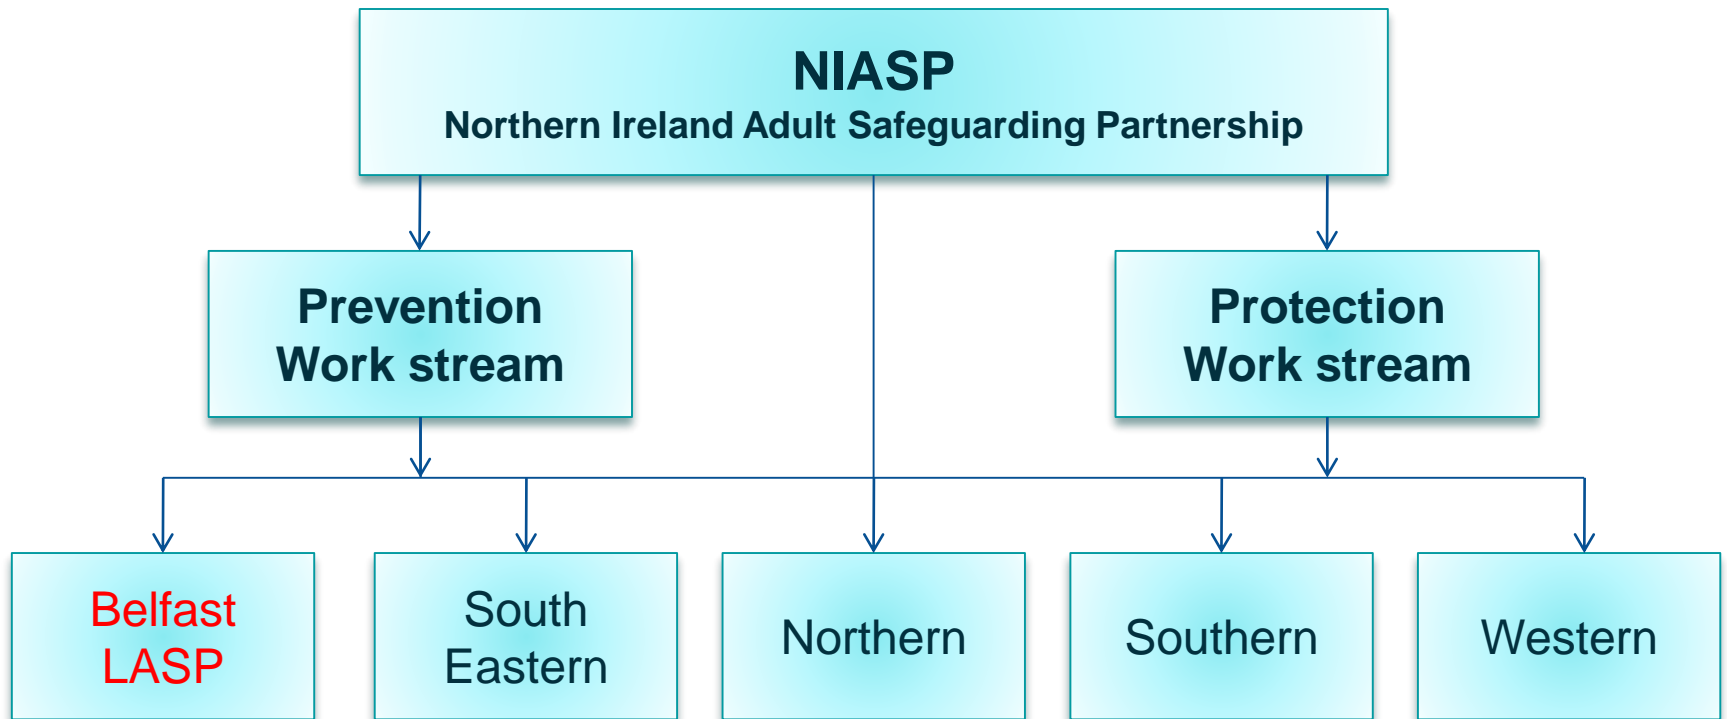 NIASP
Northern Ireland Adult Safeguarding Partnership
Prevention
Work stream
Protection
Work stream
Belfast
LASP
South
Eastern
Northern
Southern
Western